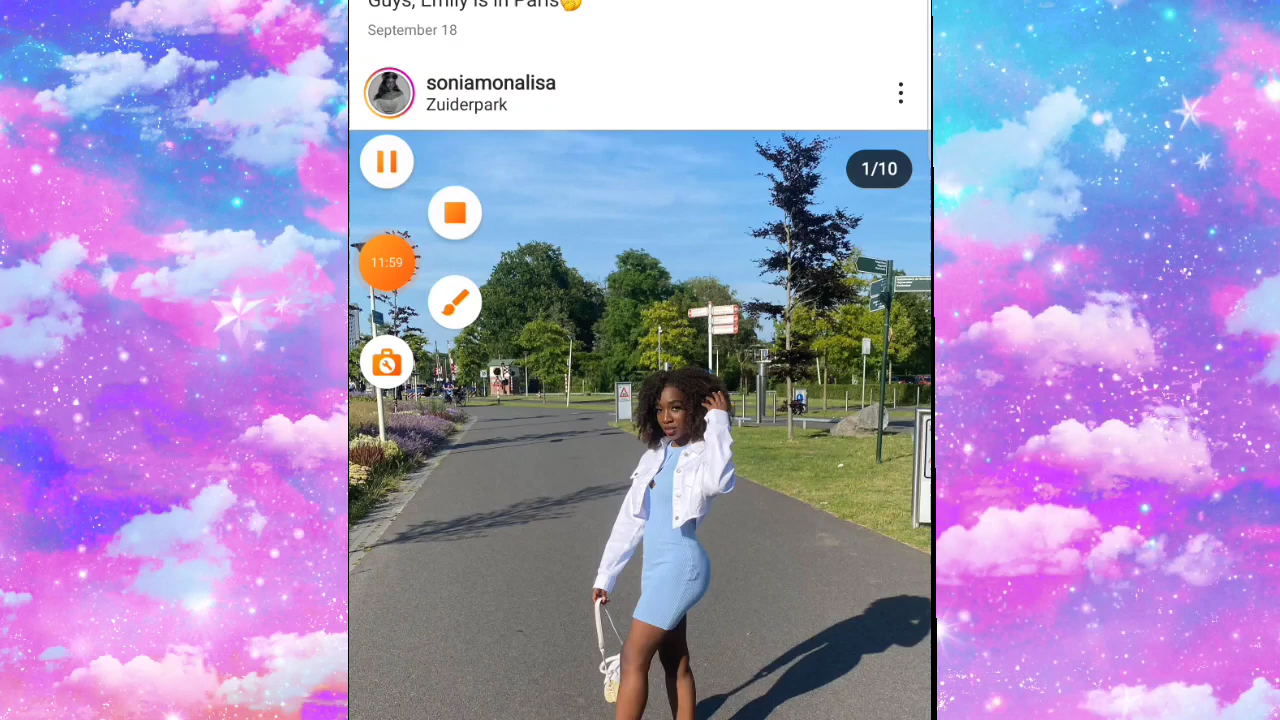 Guys, Emily is in Paris
September 18
soniamonalisa
Zuiderpark
1/10
11:59